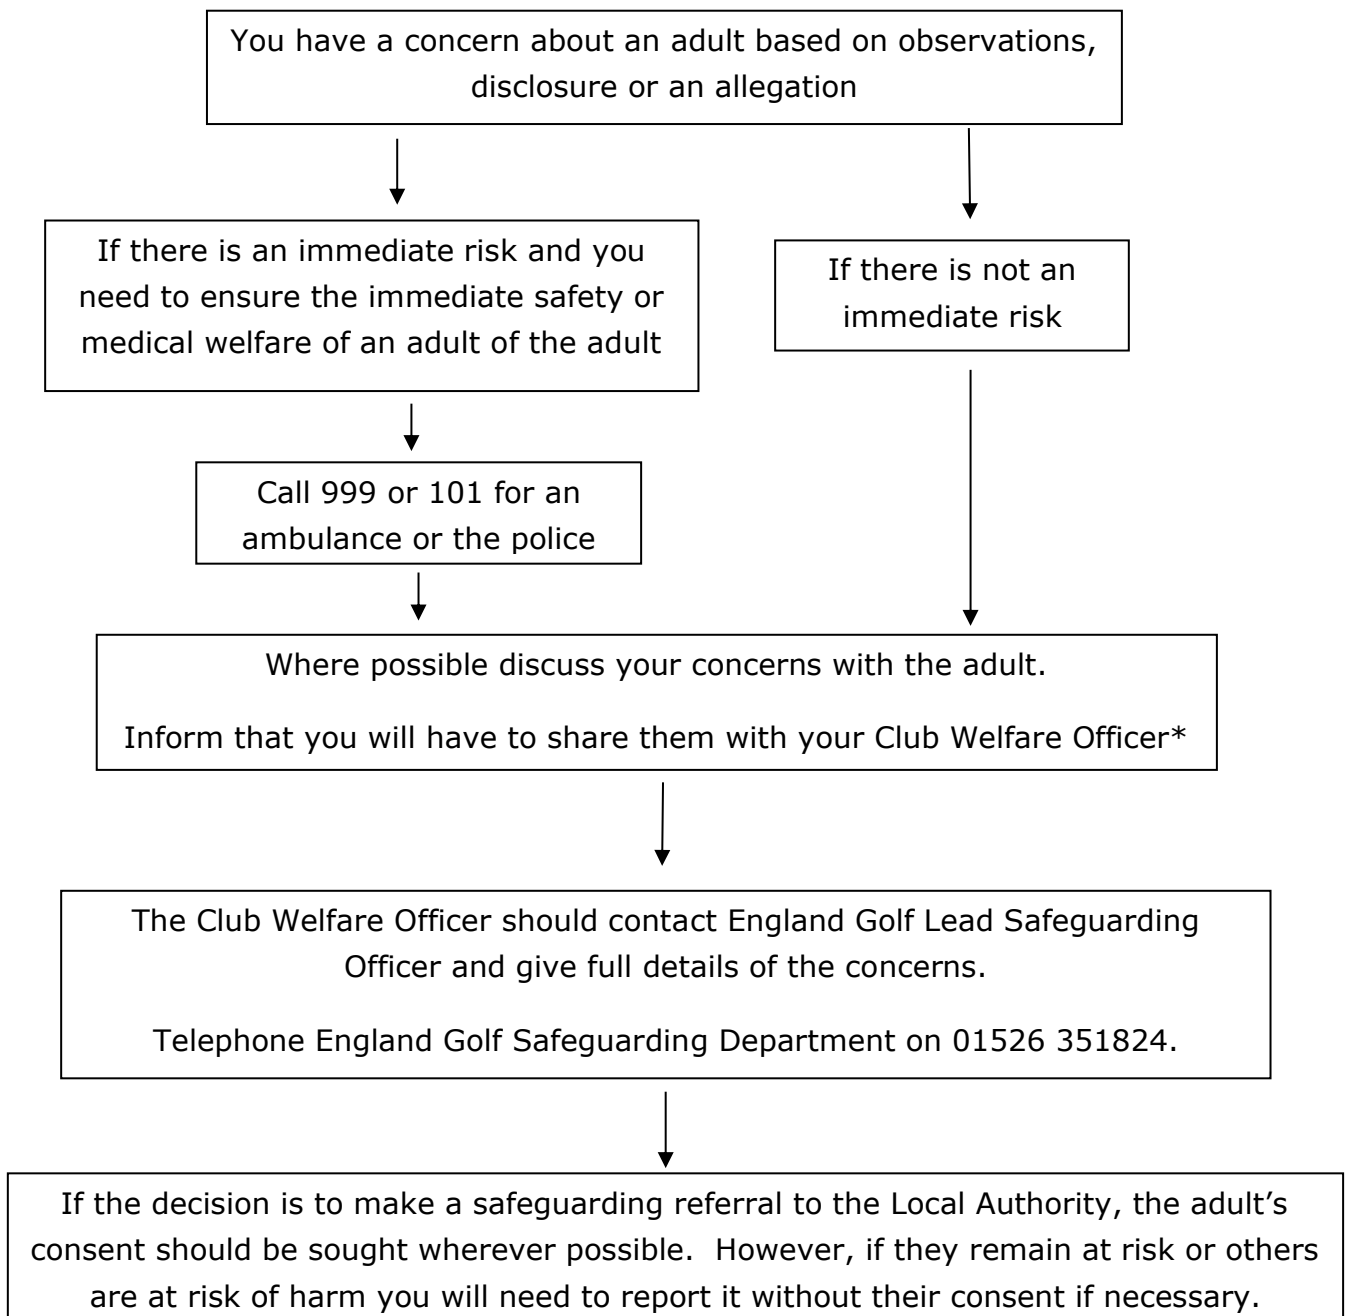 You have a concern about an adult based on observations,
disclosure or an allegation
If there is an immediate risk and you
need to ensure the immediate safety or
medical welfare of an adult of the adult
If there is not an
immediate risk
Call 999 or 101 for an
ambulance or the police
Where possible discuss your concerns with the adult.
Inform that you will have to share them with your Club Welfare Officer*
The Club Welfare Officer should contact England Golf Lead Safeguarding
Officer and give full details of the concerns.
Telephone England Golf Safeguarding Department on 01526 351824.
If the decision is to make a safeguarding referral to the Local Authority, the adult’s
consent should be sought wherever possible.  However, if they remain at risk or others
are at risk of harm you will need to report it without their consent if necessary.